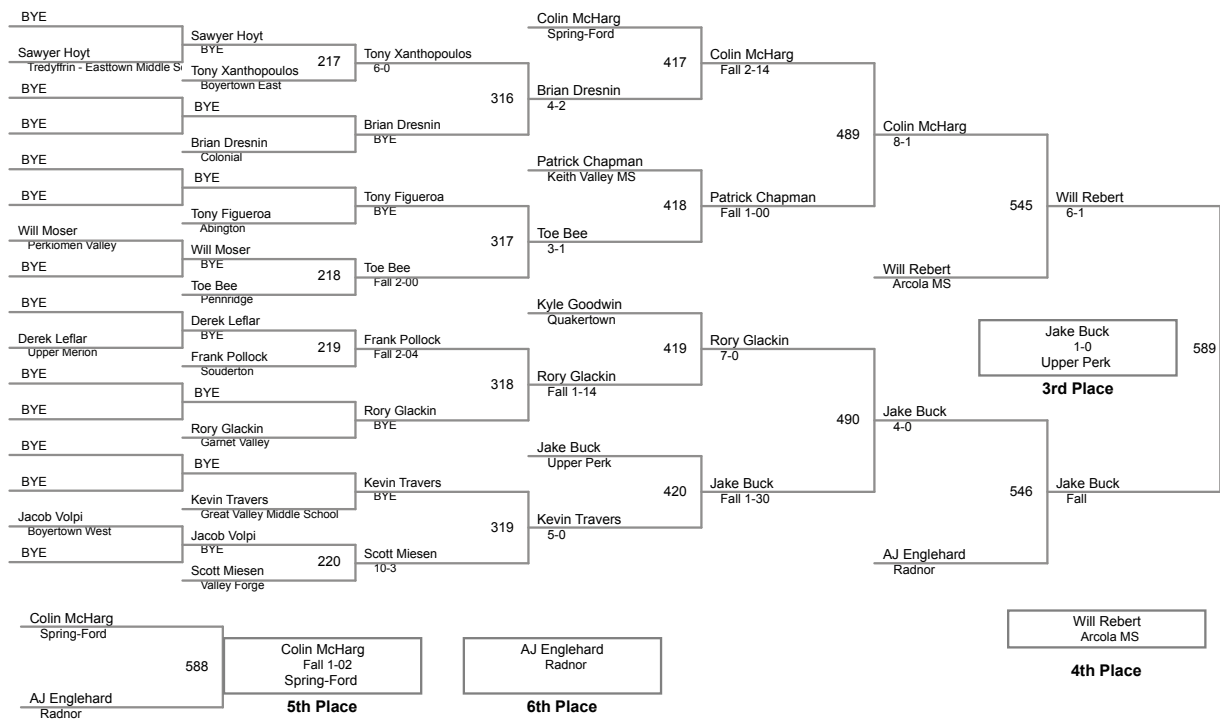 BYE
Sawyer Hoyt
Tredyffrin - Easttown Middle S
BYE
BYE
BYE
BYE
Will Moser
Perkiomen Valley
BYE
BYE
Derek Leflar
Upper Merion
BYE
BYE
BYE
BYE
Jacob Volpi
Boyertown West
BYE
Sawyer Hoyt
BYE
217
Tony Xanthopoulos
Boyertown East
BYE
Brian Dresnin
Colonial
BYE
Tony Figueroa
Abington
Will Moser
BYE
218
Toe Bee
Pennridge
Derek Leflar
BYE
219
Frank Pollock
Souderton
BYE
Rory Glackin
Garnet Valley
BYE
Kevin Travers
Great Valley Middle School
Jacob Volpi
BYE
220
Scott Miesen
Valley Forge
Tony Xanthopoulos
6-0
316
Brian Dresnin
BYE
Tony Figueroa
BYE
317
Toe Bee
Fall 2-00
Frank Pollock
Fall 2-04
318
Rory Glackin
BYE
Kevin Travers
BYE
319
Scott Miesen
10-3
Colin McHarg
Spring-Ford
417
Brian Dresnin
4-2
Patrick Chapman
Keith Valley MS
418
Toe Bee
3-1
Kyle Goodwin
Quakertown
419
Rory Glackin
Fall 1-14
Jake Buck
Upper Perk
420
Kevin Travers
5-0
Colin McHarg
Fall 2-14
489
Patrick Chapman
Fall 1-00
Rory Glackin
7-0
490
Jake Buck
Fall 1-30
Colin McHarg
8-1
545
Will Rebert
Arcola MS
Jake Buck
4-0
546
AJ Englehard
Radnor
Will Rebert
6-1
589
Jake Buck
Fall
Jake Buck
1-0
Upper Perk
3rd Place
Colin McHarg
Spring-Ford
588
AJ Englehard
Radnor
Colin McHarg
Fall 1-02
Spring-Ford
5th Place
AJ Englehard
Radnor
6th Place
Will Rebert
Arcola MS
4th Place